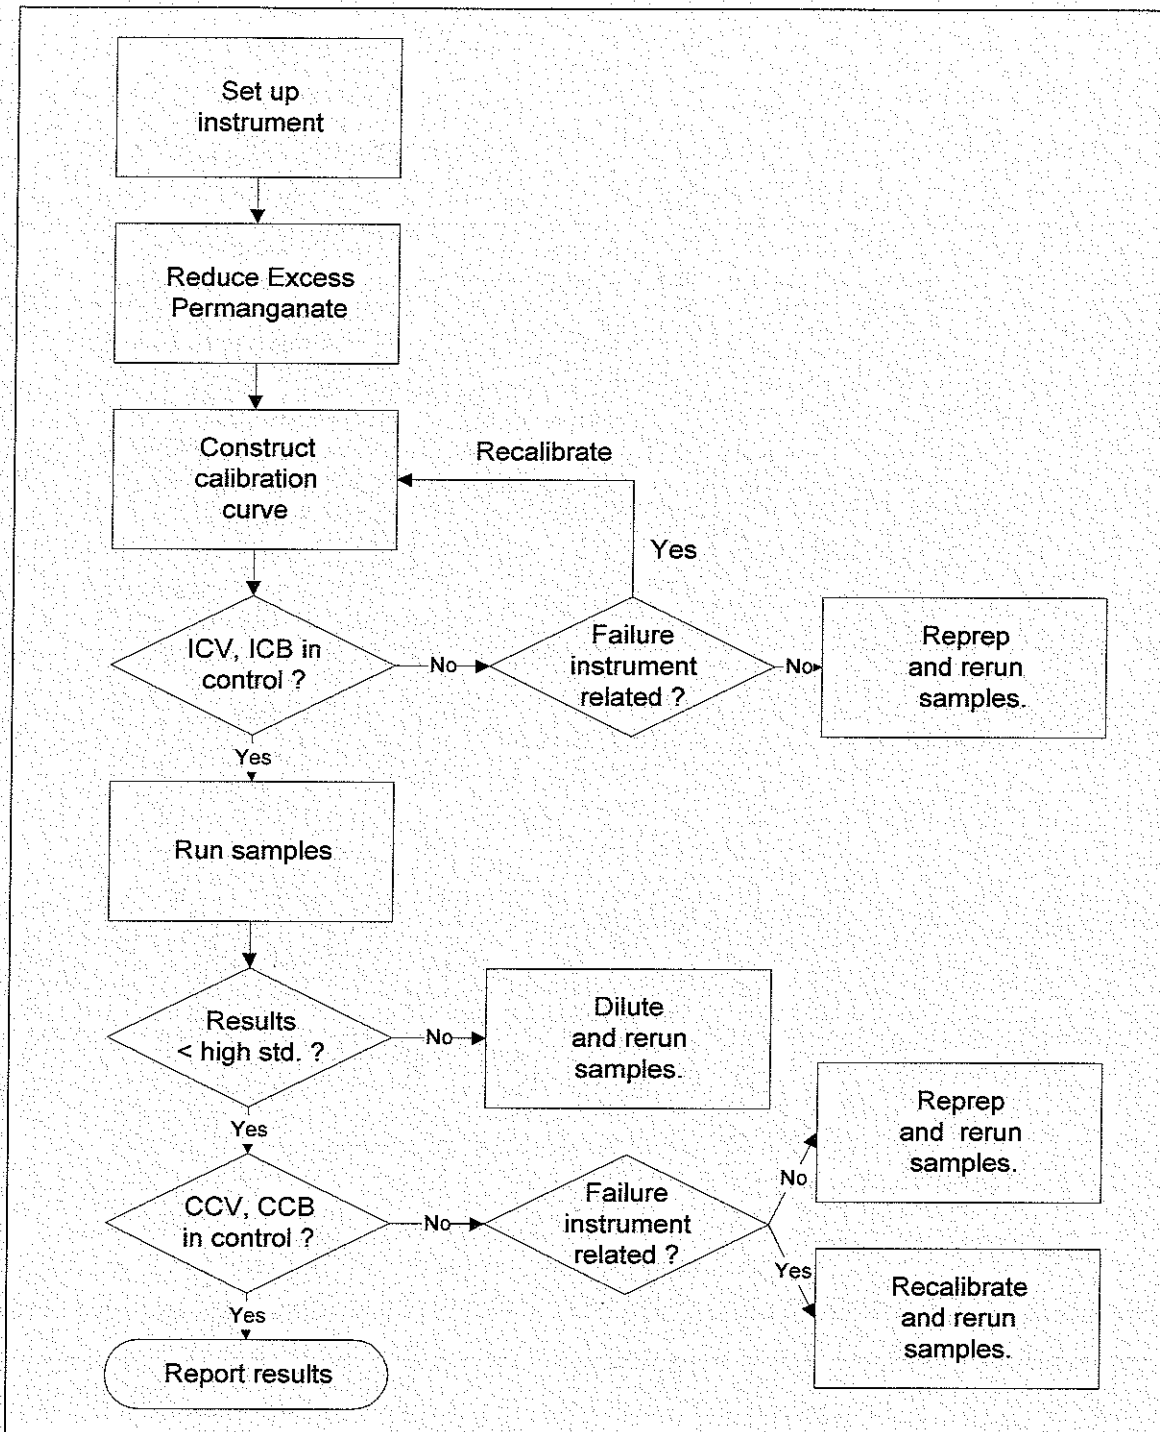 Set up
instrument
Reduce Excess
Permanganate
Construct
calibration
curve
Recalibrate
Yes
ICV, ICB in
control ?
No
Failure
instrument
related ?
No
Reprep
and rerun
samples.
Yes
Run samples
Results
< high std. ?
No
Dilute
and rerun
samples.
Yes
CCV, CCB
in control ?
No
Failure
instrument
related ?
No
Reprep
and rerun
samples.
Yes
Recalibrate
and rerun
samples.
Yes
Report results